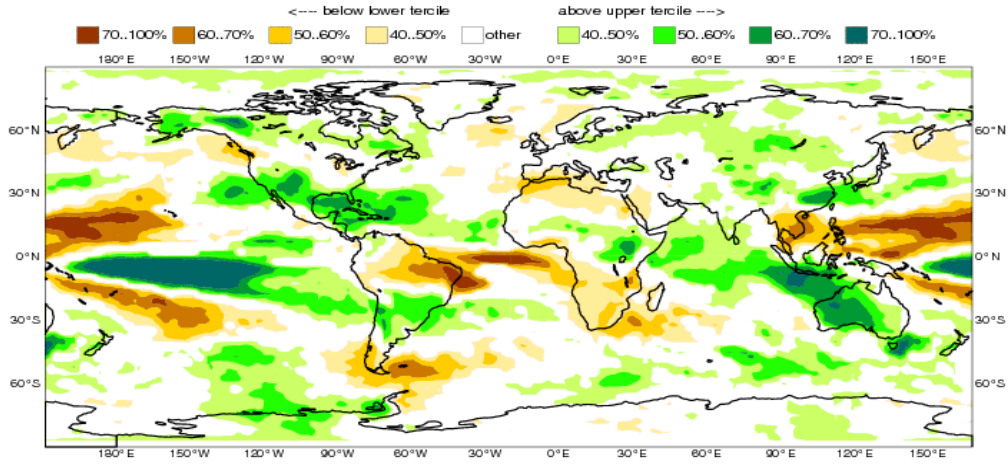 <---- below lower tercile above upper tercile ---->
70..100% 60..70% 50..60% 40..50% other 40..50% 50..60% 60..70% 70..100%
180°E 150°W 120°W 90°W 60°W 30°W 0°E 30°E 60°E 90°E 120°E 150°E
60°N 60°N
30°N 30°N
0°N 0°N
30°S 30°S
60°S 60°S
180°E 150°W 120°W 90°W 60°W 30°W 0°E 30°E 60°E 90°E 120°E 150°E